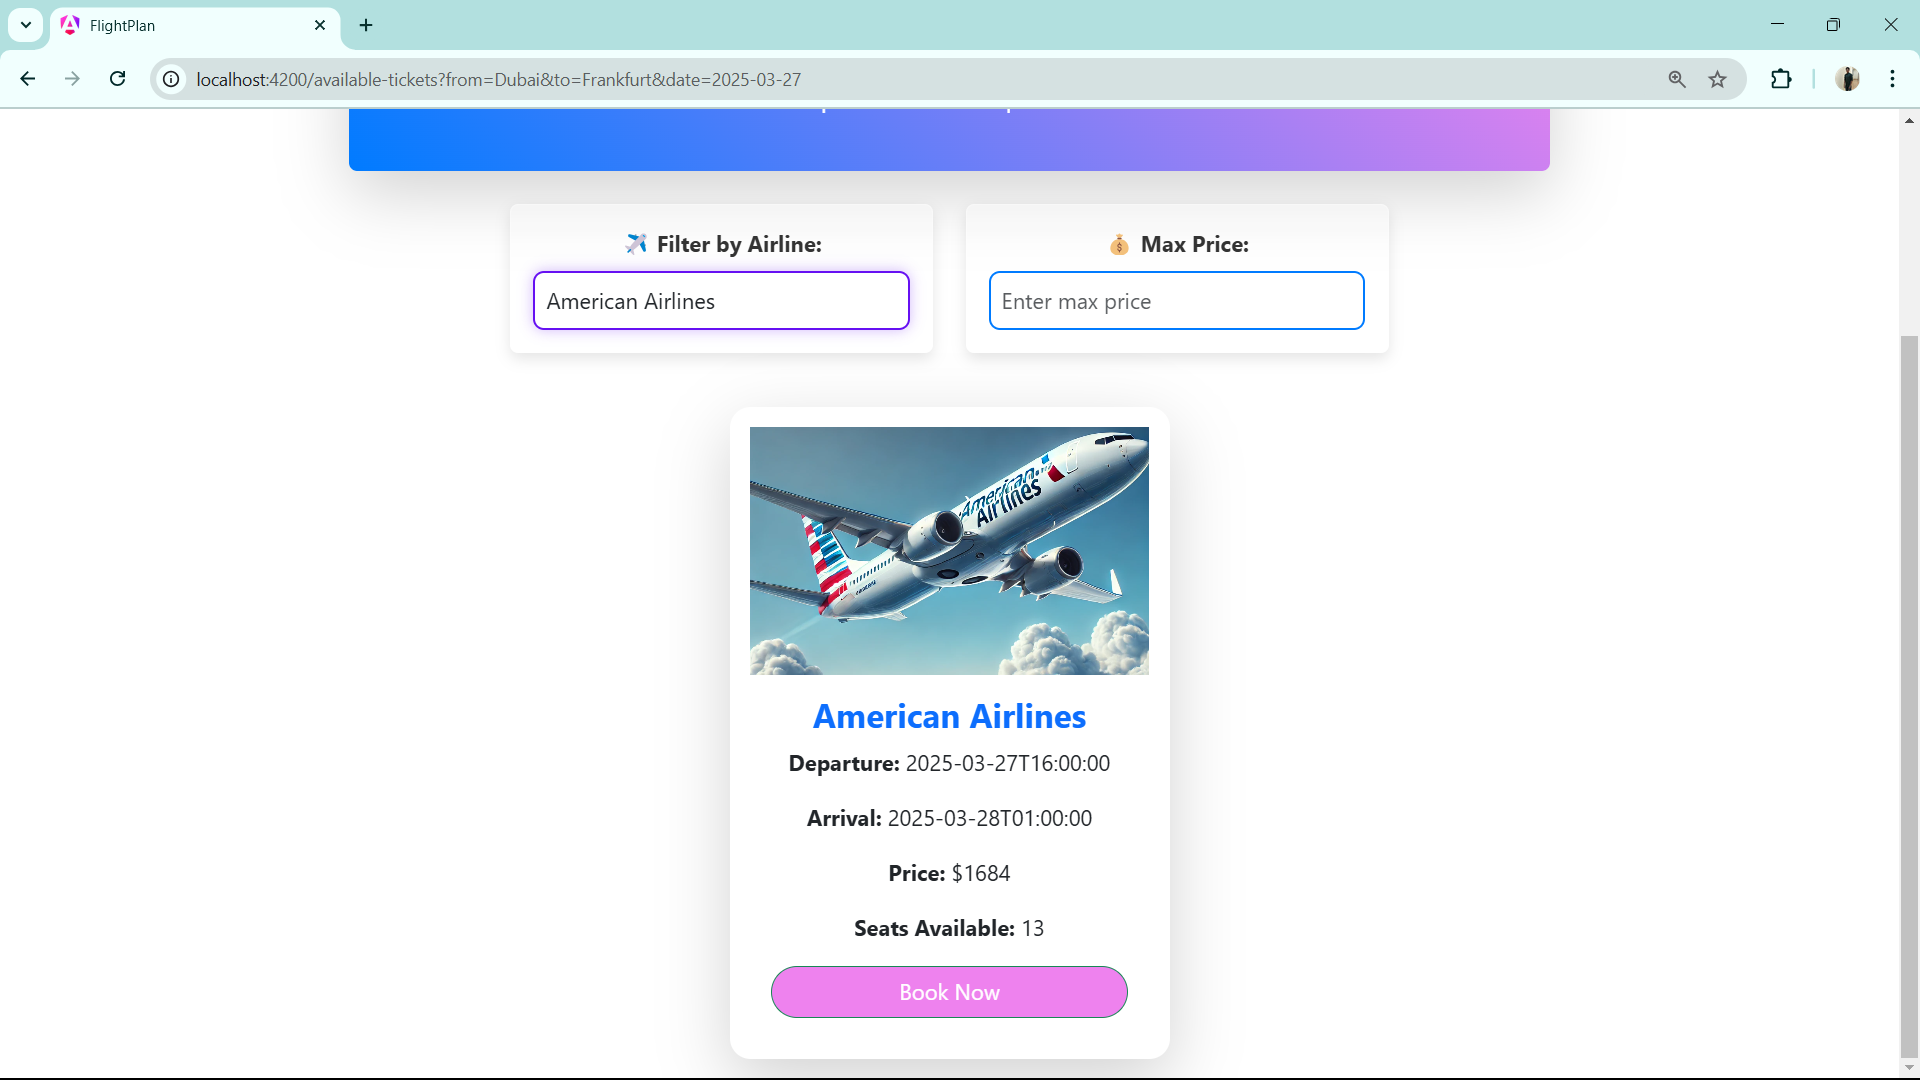 FlightPlan
localhost:4200/available-tickets?from=Dubai&to=Frankfurt&date=2025-03-27
Filter by Airline:
Max Price:
American Airlines
Enter max price
American
Airlines
American Airlines
Departure: 2025-03-27T16:00:00
Arrival: 2025-03-28T01:00:00
Price: $1684
Seats Available: 13
Book Now